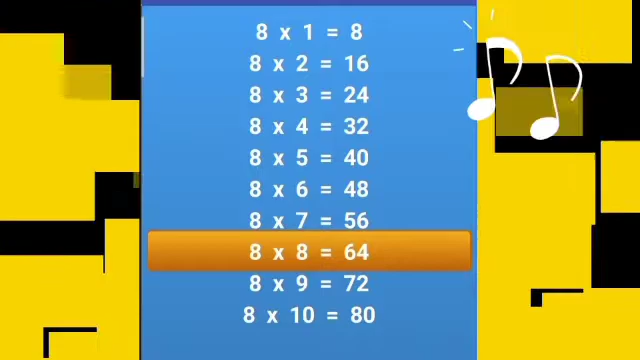 8 x 1 = 8
8 x 2 = 16
8 x 3 = 24
8 x 4 = 32
8 x 5 = 40
8 x 6 = 48
8 x 7 = 56
8 x 8 = 64
8 x 9 = 72
8 x 10 = 80